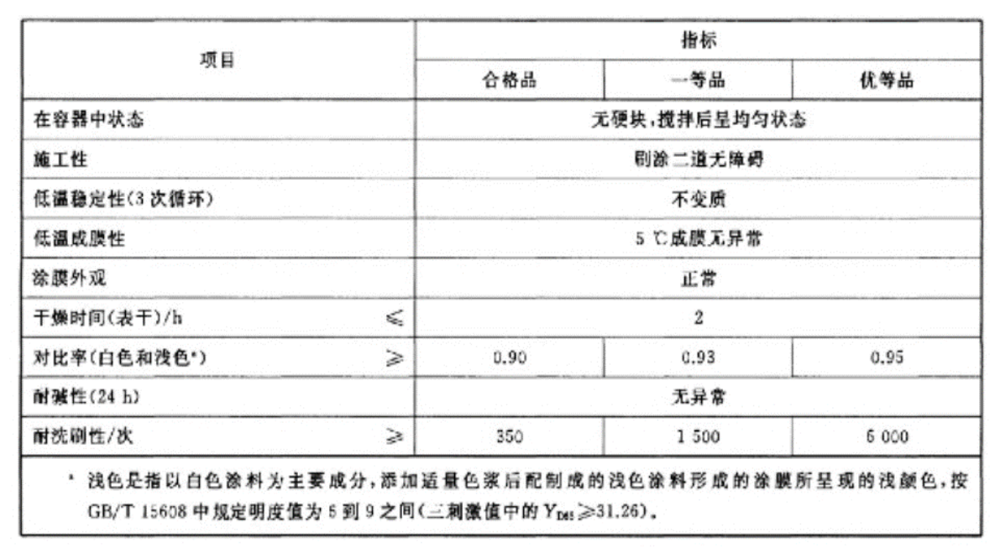 项目
指标
合格品 一等品 优等品
在容器中状态 无硬块,搅拌后呈均匀状态
施工性 刷涂二道无障碍
低温稳定性(3 次循环) 不变质
低温成膜性 5 ℃成膜无异常
涂膜外观 正常
干燥时间(表干)/h ≤ 2
对比率(白色和浅色ᵃ) ≥ 0.90 0.93 0.95
耐碱性(24 h) 无异常
耐洗刷性/次 ≥ 350 1 500 6 000
ᵃ 浅色是指以白色涂料为主要成分,添加适量色浆后配制成的浅色涂料形成的涂膜所呈现的浅颜色,按
GB/T 15608 中规定明度值为 6 到 9 之间(三刺激值中的 Y_D65≥31.26)。